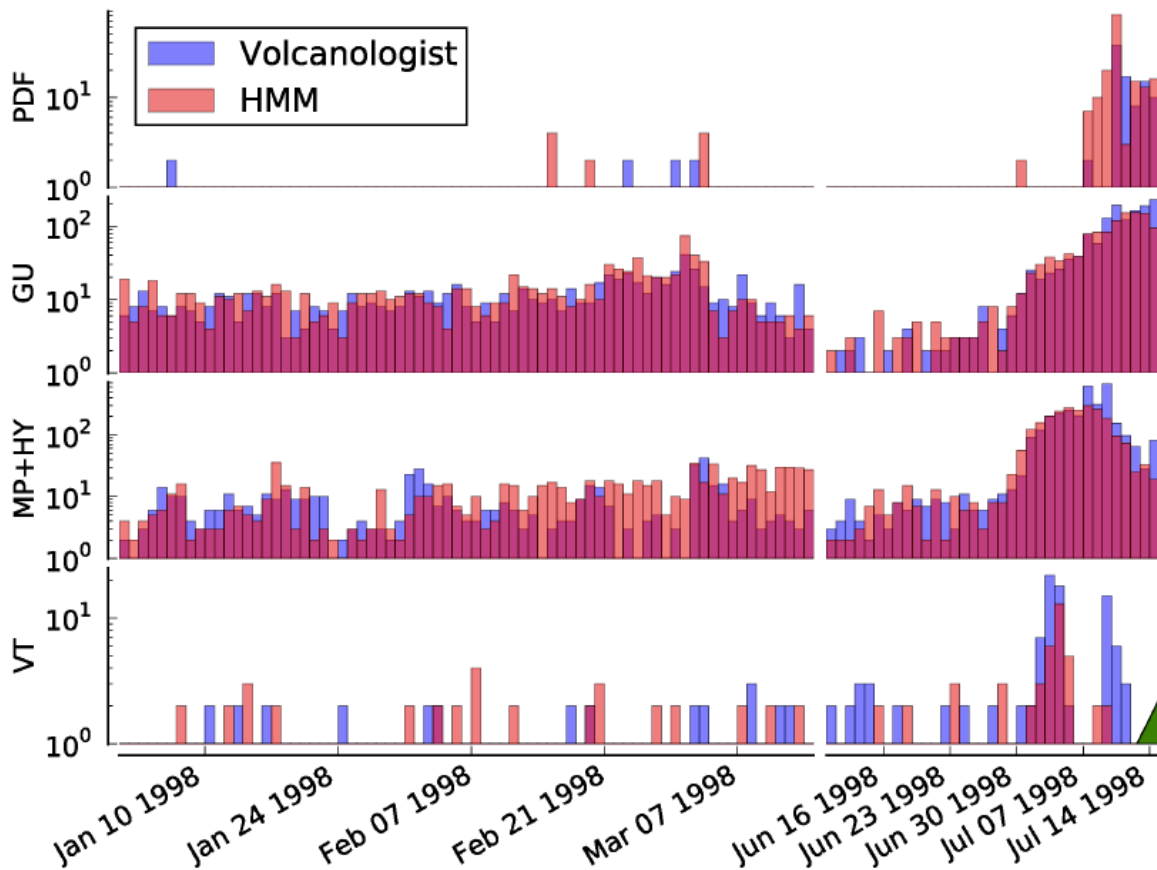 PDF
10¹
10⁰
Volcanologist
HMM
GU
10²
10¹
10⁰
MP+HY
10²
10¹
10⁰
VT
10¹
10⁰
Jan 10 1998
Jan 24 1998
Feb 07 1998
Feb 21 1998
Mar 07 1998
Jun 16 1998
Jun 23 1998
Jun 30 1998
Jul 07 1998
Jul 14 1998